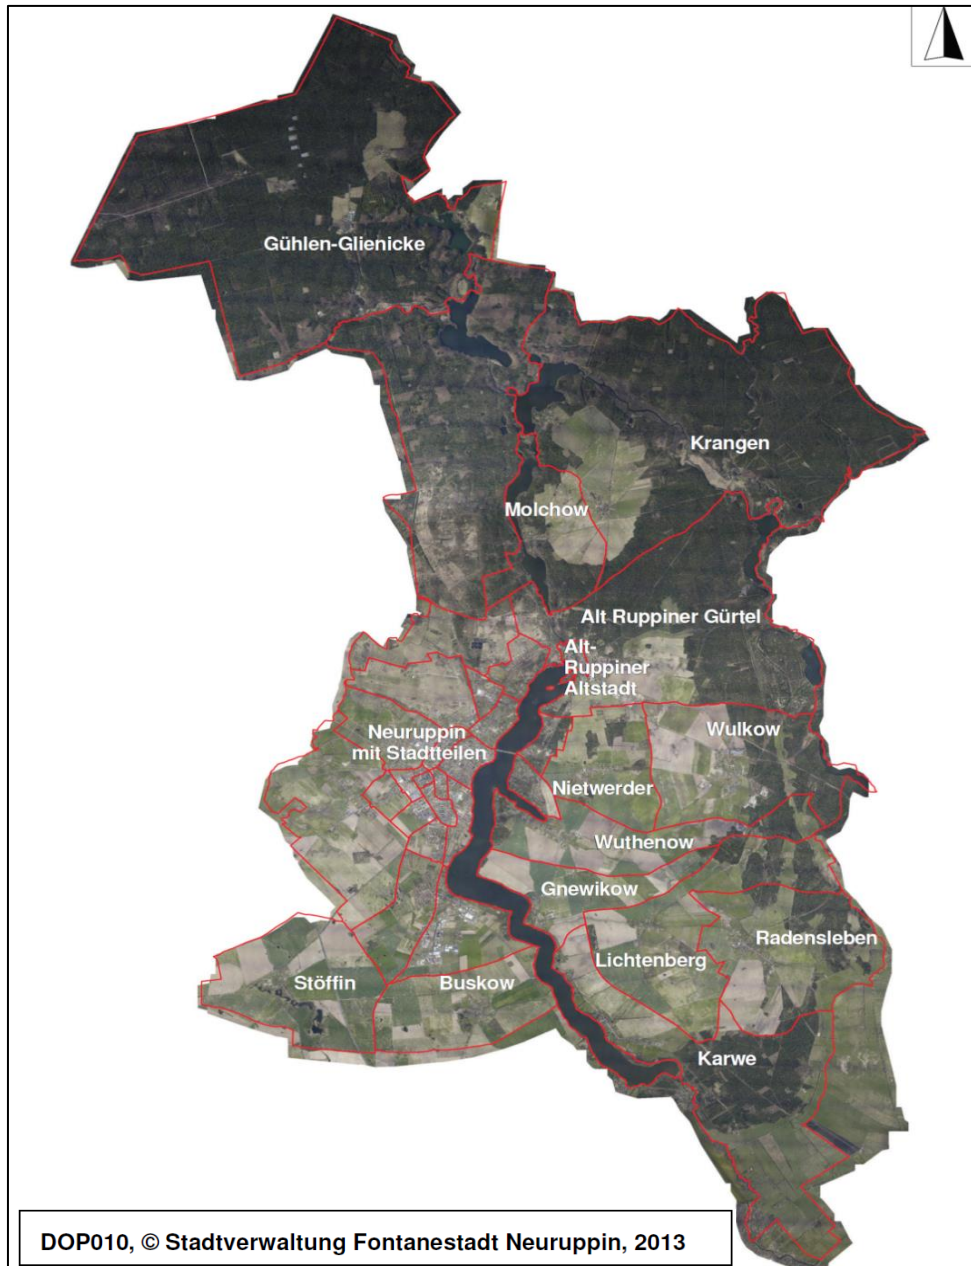 Gühlen-Glienicke
Krangen
Molchow
Alt Ruppiner Gürtel
Alt-
Ruppiner
Altstadt
Neuruppin
mit Stadtteilen
Wulkow
Nietwerder
Wuthenow
Gnewikow
Radensleben
Lichtenberg
Stöffin
Buskow
Karwe
DOP010, © Stadtverwaltung Fontanestadt Neuruppin, 2013